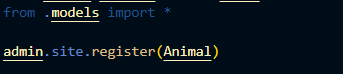 from .models import *
admin.site.register(Animal)